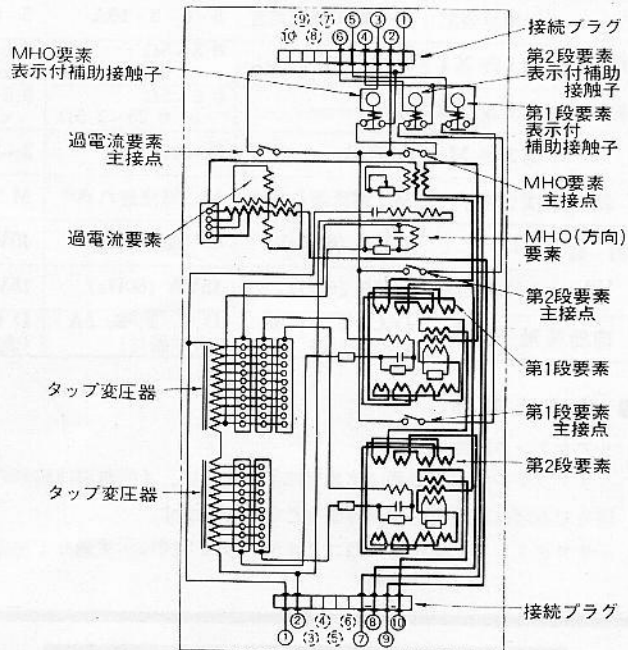 ⑨ ⑦ ⑤ ③ ①
⑩ ⑧ ⑥ ④ ②
接続プラグ
MHO要素
表示付補助接触子
第2段要素
表示付補助
接触子
第1段要素
表示付
補助接触子
過電流要素
主接点
MHO要素
主接点
過電流要素
MHO(方向)
要素
第2段要素
主接点
第1段要素
タップ変圧器
第1段要素
主接点
第2段要素
タップ変圧器
接続プラグ
② ④ ⑥ ⑧ ⑩
① ③ ⑤ ⑦ ⑨